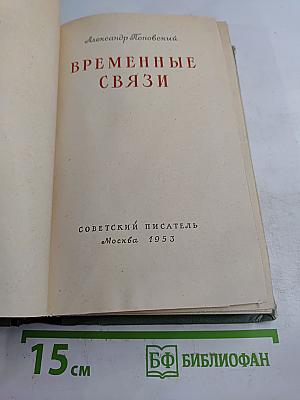 Александр Поповский
ВРЕМЕННЫЕ
СВЯЗИ
СОВЕТСКИЙ ПИСАТЕЛЬ
Москва 1953
15 см
БФ БИБЛИОФАН